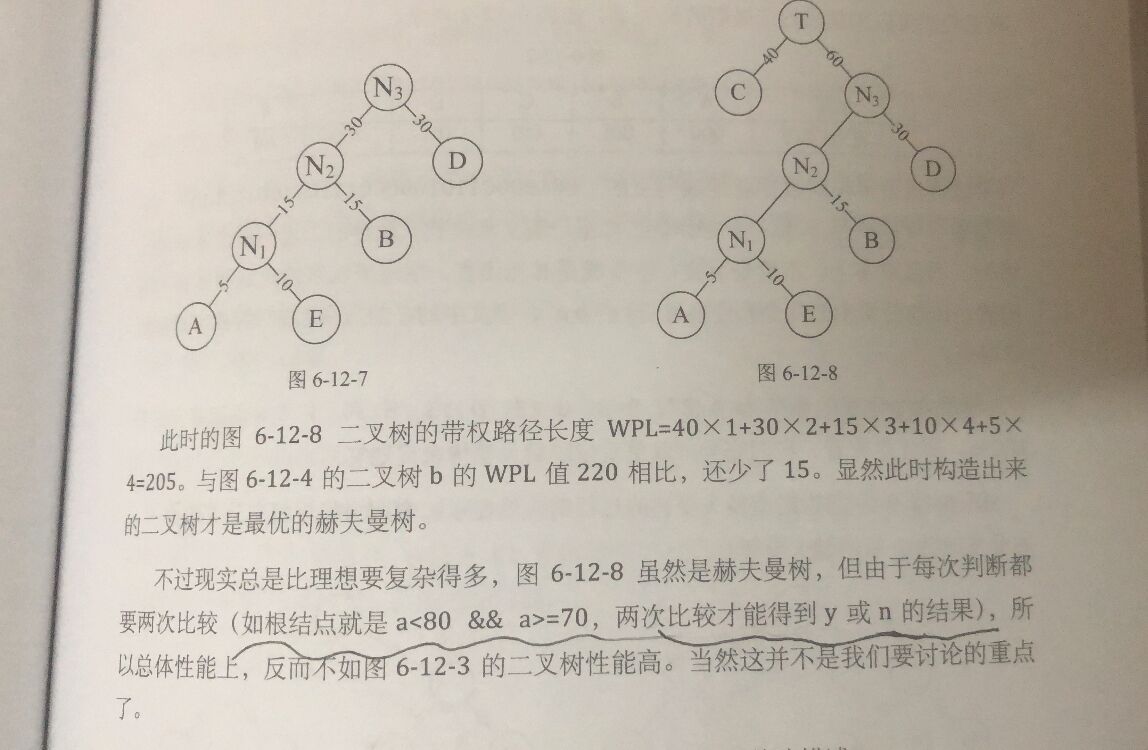 T
40
60
N3
C
N3
30
30
30
N2
D
N2
D
15
15
15
N1
B
N1
B
5
10
5
10
A
E
A
E
图 6-12-7
图 6-12-8
此时的图 6-12-8 二叉树的带权路径长度 WPL=40×1+30×2+15×3+10×4+5×
4=205。与图 6-12-4 的二叉树 b 的 WPL 值 220 相比，还少了 15。显然此时构造出来
的二叉树才是最优的赫夫曼树。
不过现实总是比理想要复杂得多，图 6-12-8 虽然是赫夫曼树，但由于每次判断都
要两次比较（如根结点就是 a<80 && a>=70，两次比较才能得到 y 或 n 的结果），所
以总体性能上，反而不如图 6-12-3 的二叉树性能高。当然这并不是我们要讨论的重点
了。